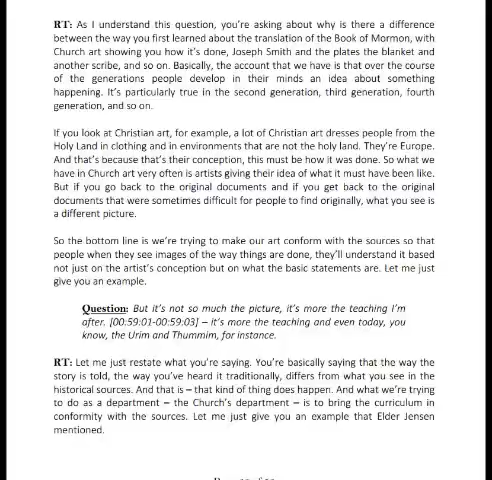 RT: As I understand this question, you're asking about why is there a difference
between the way you first learned about the translation of the Book of Mormon, with
Church art showing you how it's done, Joseph Smith and the plates the blanket and
another scribe, and so on. Basically, the account that we have is that over the course
of the generations people develop in their minds an idea about something
happening. It's particularly true in the second generation, third generation, fourth
generation, and so on.
If you look at Christian art, for example, a lot of Christian art dresses people from the
Holy Land in clothing and in environments that are not the holy land. They're Europe.
And that's because that's their conception, this must be how it was done. So what we
have in Church art very often is artists giving their idea of what it must have been like.
But if you go back to the original documents and if you get back to the original
documents that were sometimes difficult for people to find originally, what you see is
a different picture.
So the bottom line is we're trying to make our art conform with the sources so that
people when they see images of the way things are done, they'll understand it based
not just on the artist's conception but on what the basic statements are. Let me just
give you an example.
Question: But it's not so much the picture, it's more the teaching I'm
after. [00:59:01-00:59:03] – it's more the teaching and even today, you
know, the Urim and Thummim, for instance.
RT: Let me just restate what you're saying. You're basically saying that the way the
story is told, the way you've heard it traditionally, differs from what you see in the
historical sources. And that is – that kind of thing does happen. And what we're trying
to do as a department – the Church's department – is to bring the curriculum in
conformity with the sources. Let me just give you an example that Elder Jensen
mentioned.